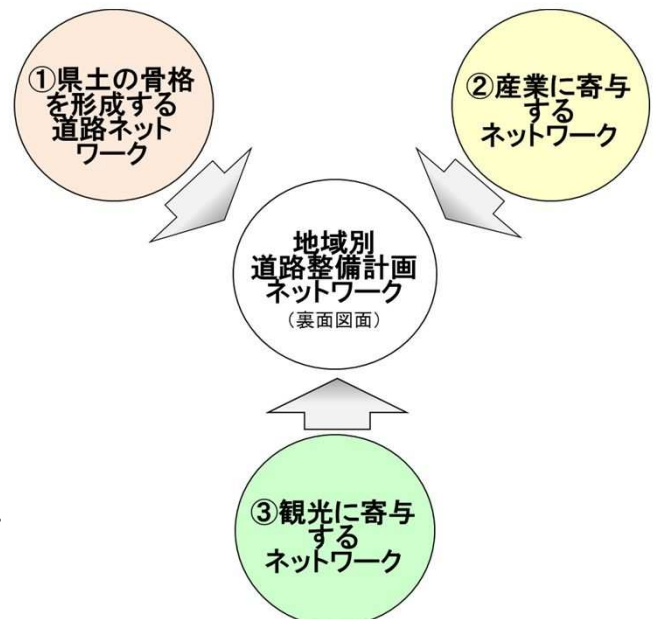 ①県土の骨格
を形成する
道路ネット
ワーク
②産業に寄与
する
ネットワーク
地域別
道路整備計画
ネットワーク
（裏面図面）
③観光に寄与
する
ネットワーク